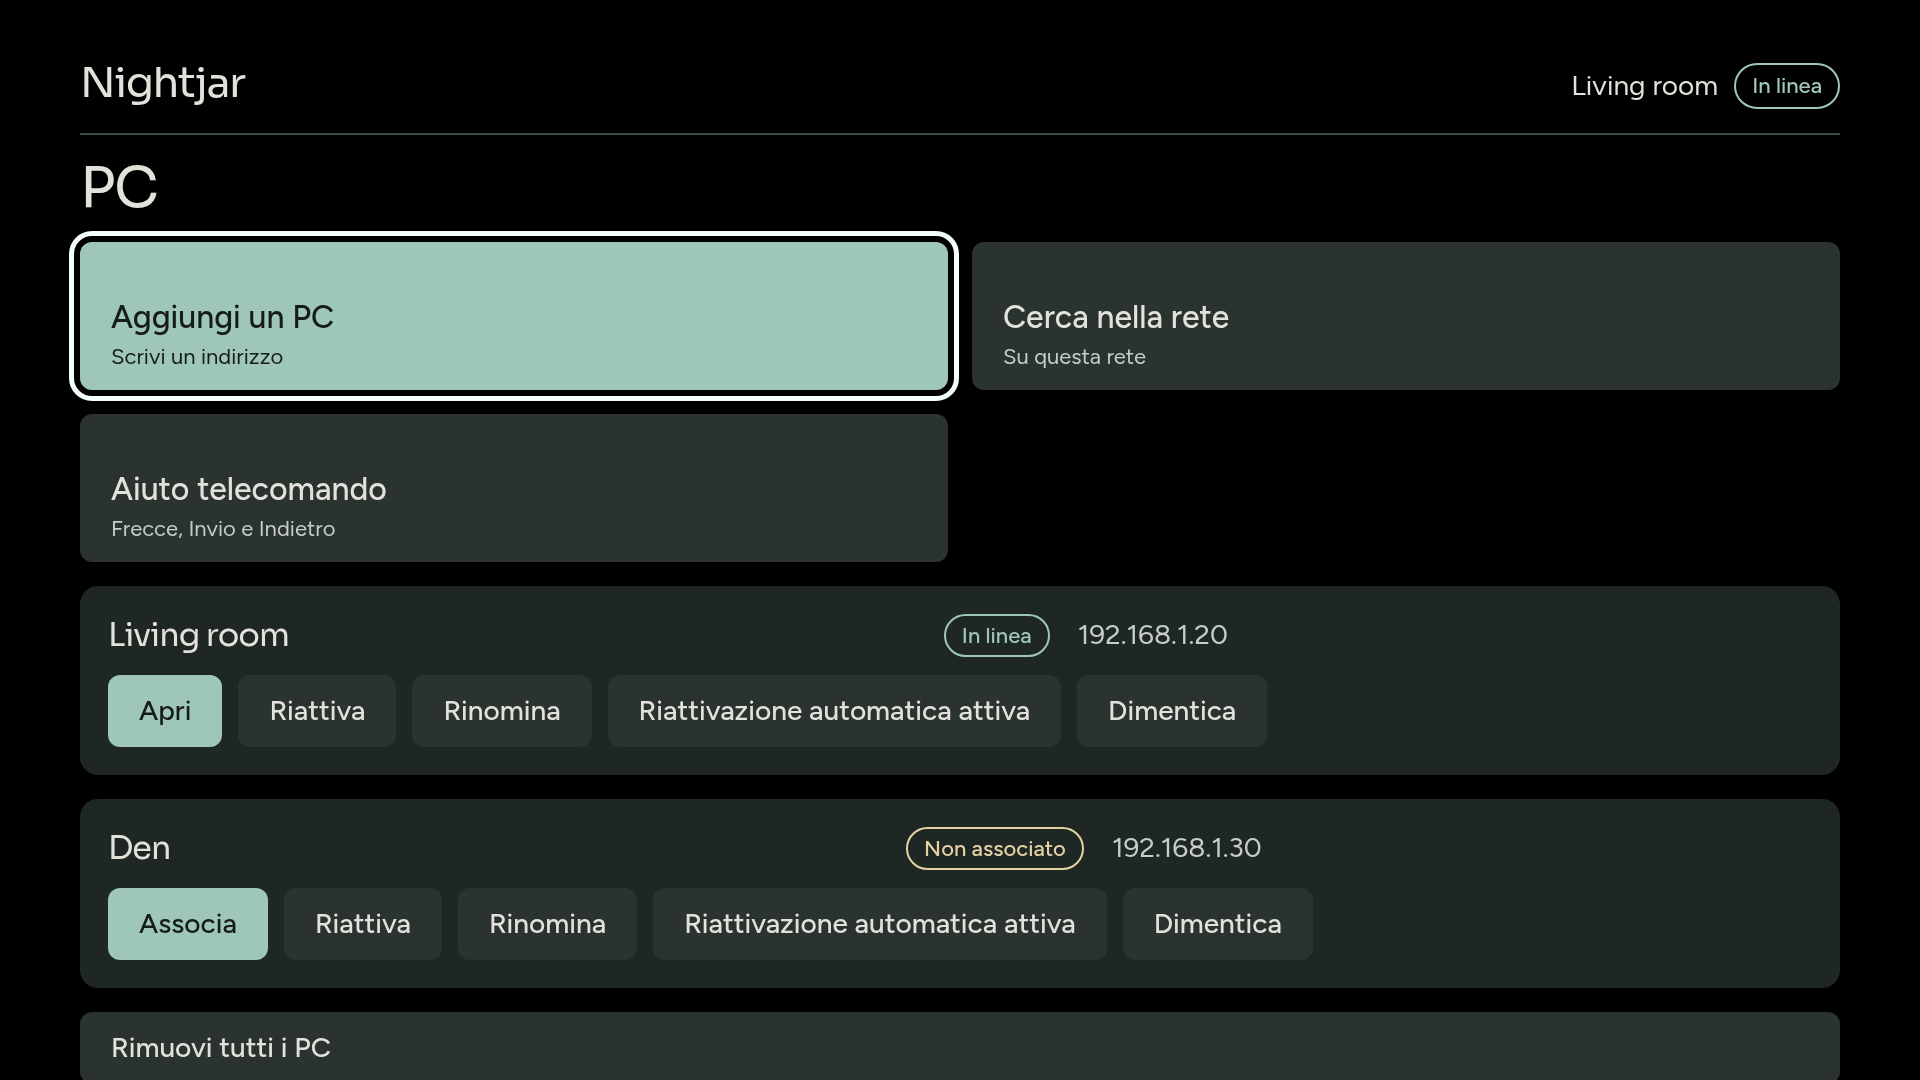 Nightjar
Living room In linea
PC
Aggiungi un PC
Scrivi un indirizzo
Cerca nella rete
Su questa rete
Aiuto telecomando
Frecce, Invio e Indietro
Living room In linea 192.168.1.20
Apri Riattiva Rinomina Riattivazione automatica attiva Dimentica
Den Non associato 192.168.1.30
Associa Riattiva Rinomina Riattivazione automatica attiva Dimentica
Rimuovi tutti i PC